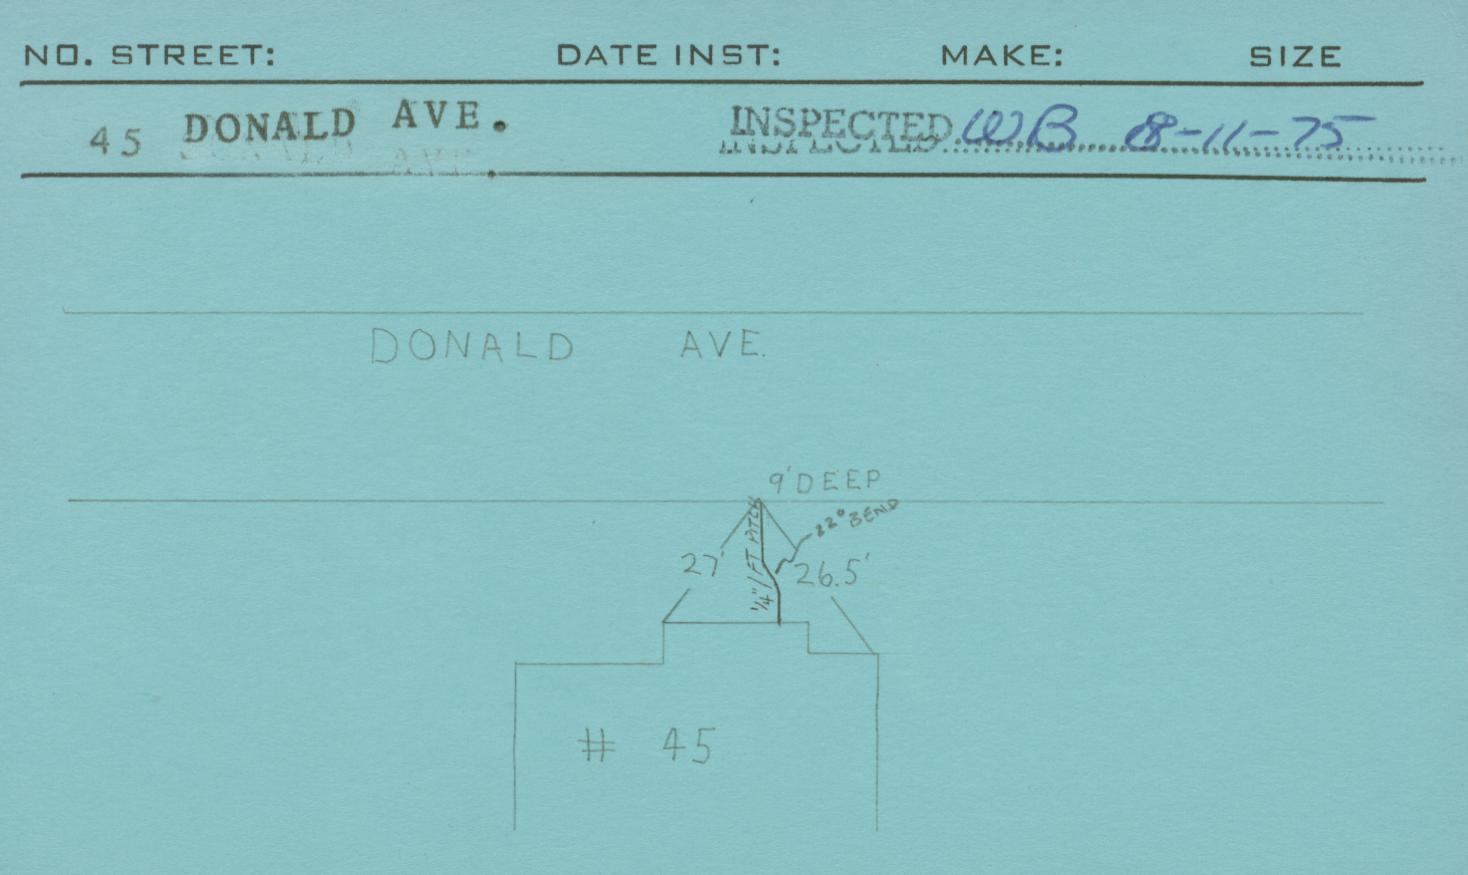 NO. STREET: DATE INST: MAKE: SIZE
45 DONALD AVE. INSPECTED WB 8-11-75
DONALD AVE.
9' DEEP
22° BEND
1/4"/FT PITCH
27' 26.5'
# 45